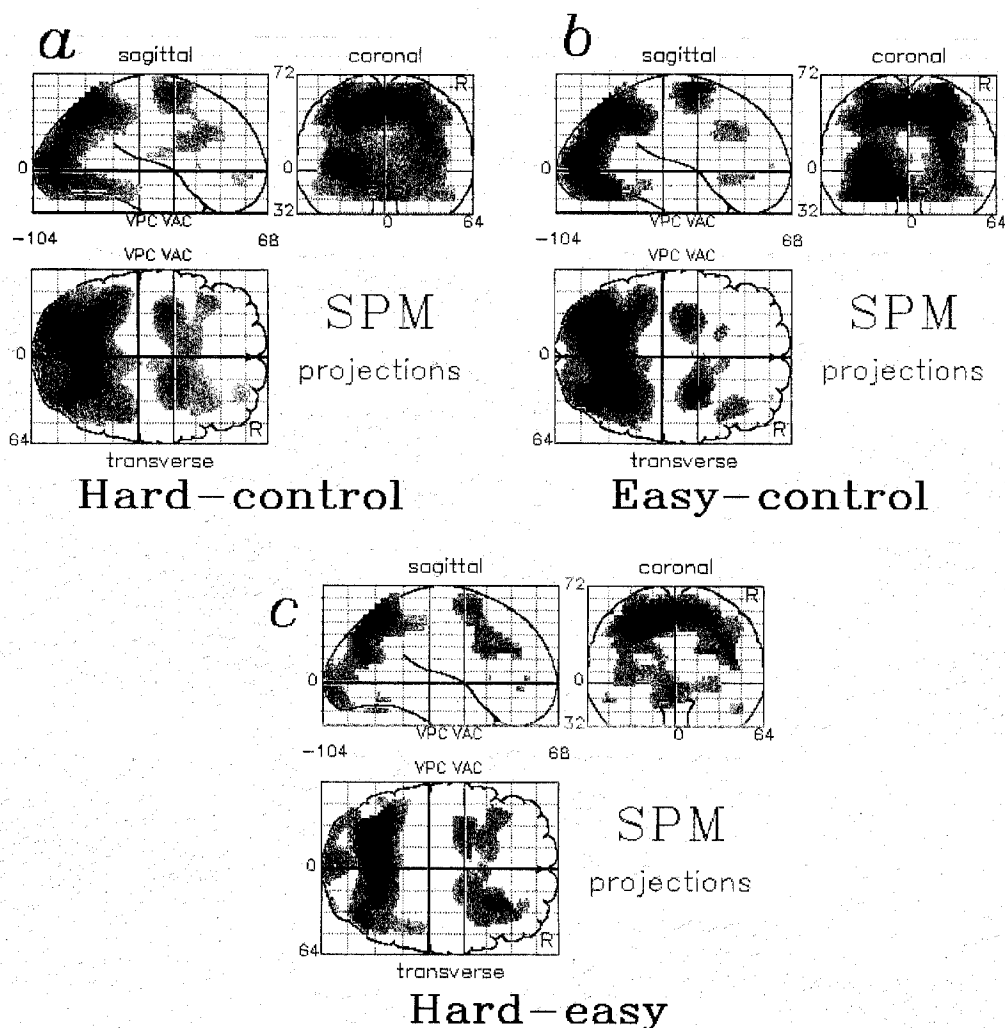 a
sagittal
coronal
72
R
0
0
32
VPC VAC
0
64
-104
68
VPC VAC
0
64
R
transverse
SPM
projections
Hard-control
b
sagittal
coronal
72
R
0
0
32
VPC VAC
0
64
-104
68
VPC VAC
0
64
R
transverse
SPM
projections
Easy-control
c
sagittal
coronal
72
R
0
0
32
VPC VAC
0
64
-104
68
VPC VAC
0
64
R
transverse
SPM
projections
Hard-easy